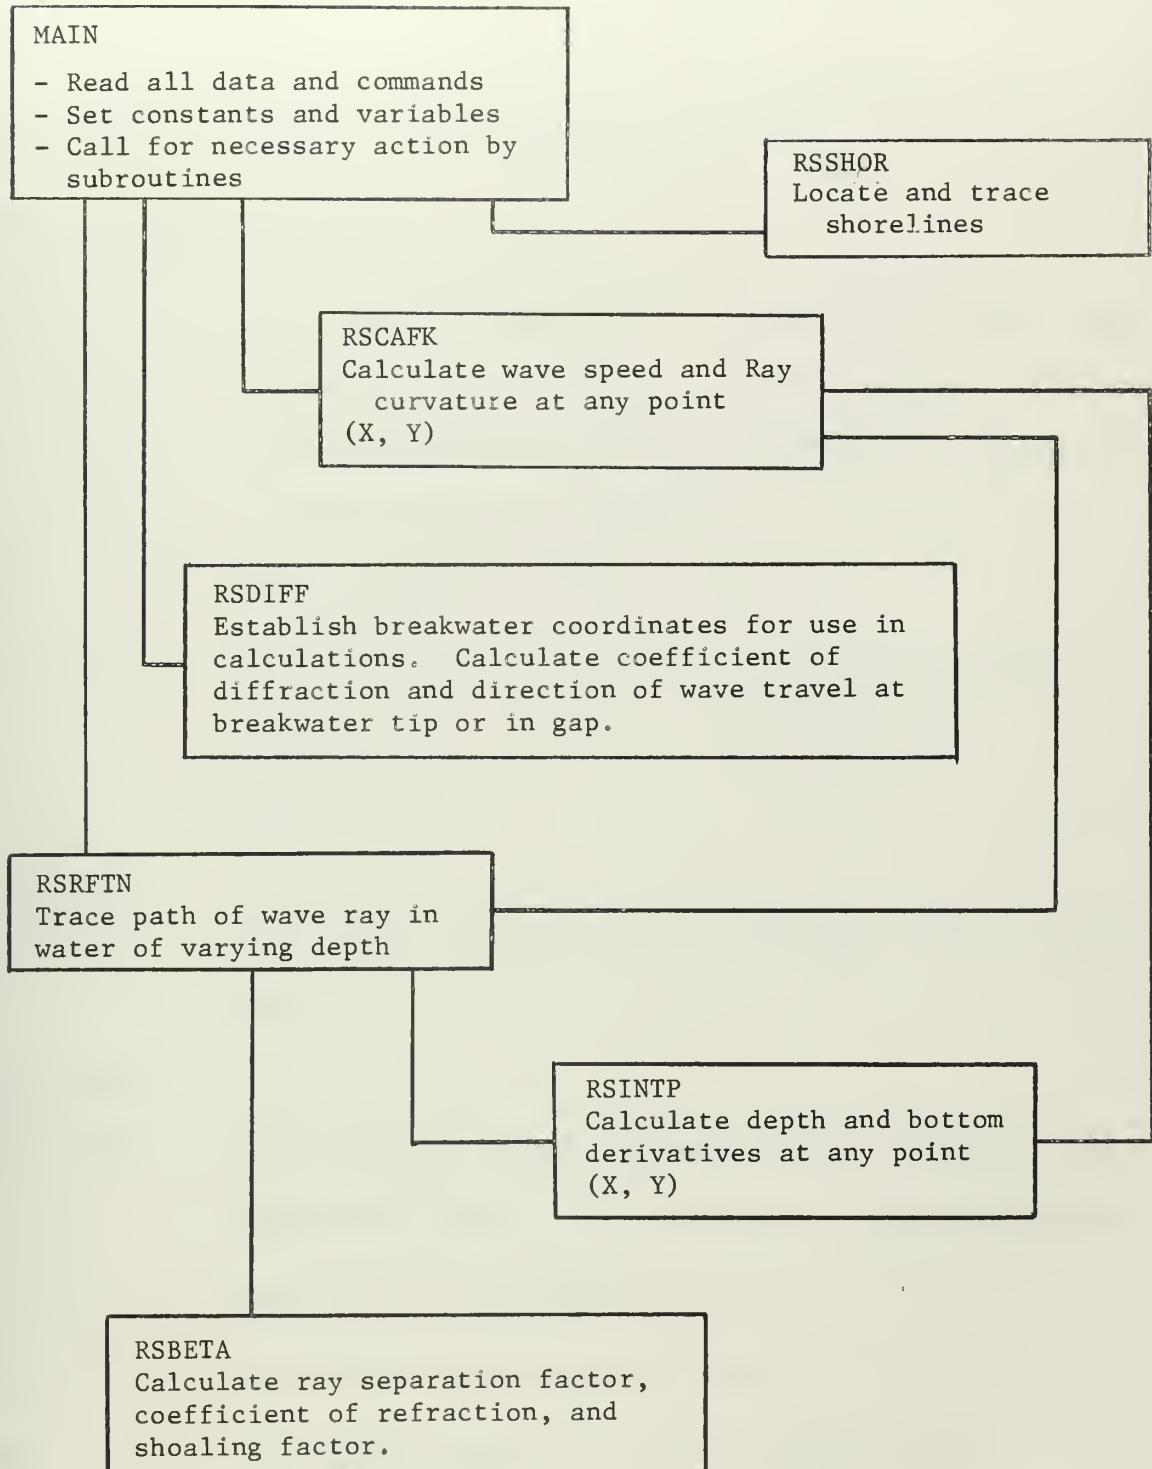 MAIN
- Read all data and commands
- Set constants and variables
- Call for necessary action by
subroutines
RSSHOR
Locate and trace
shorelines
RSCAFK
Calculate wave speed and Ray
curvature at any point
(X, Y)
RSDIFF
Establish breakwater coordinates for use in
calculations. Calculate coefficient of
diffraction and direction of wave travel at
breakwater tip or in gap.
RSRFTN
Trace path of wave ray in
water of varying depth
RSINTP
Calculate depth and bottom
derivatives at any point
(X, Y)
RSBETA
Calculate ray separation factor,
coefficient of refraction, and
shoaling factor.